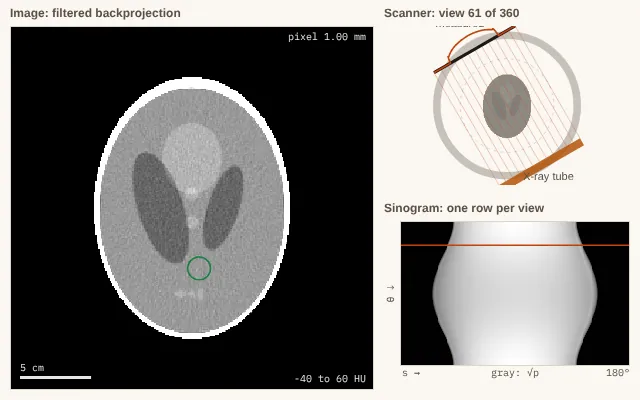 Image: filtered backprojection
pixel 1.00 mm
5 cm
-40 to 60 HU
Scanner: view 61 of 360
X-ray tube
Sinogram: one row per view
θ →
s → gray: √p 180°